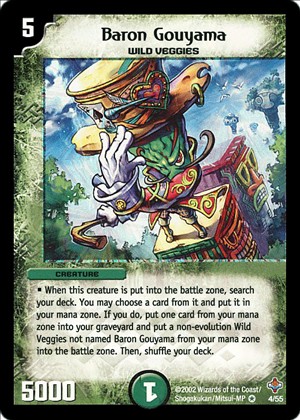 5
Baron Gouyama
WILD VEGGIES
CREATURE
▪ When this creature is put into the battle zone, search
your deck. You may choose a card from it and put it in
your mana zone. If you do, put one card from your mana
zone into your graveyard and put a non-evolution Wild
Veggies not named Baron Gouyama from your mana zone
into the battle zone. Then, shuffle your deck.
5000
1
©2002 Wizards of the Coast/
Shogakukan/Mitsui-MP ✪ 4/55